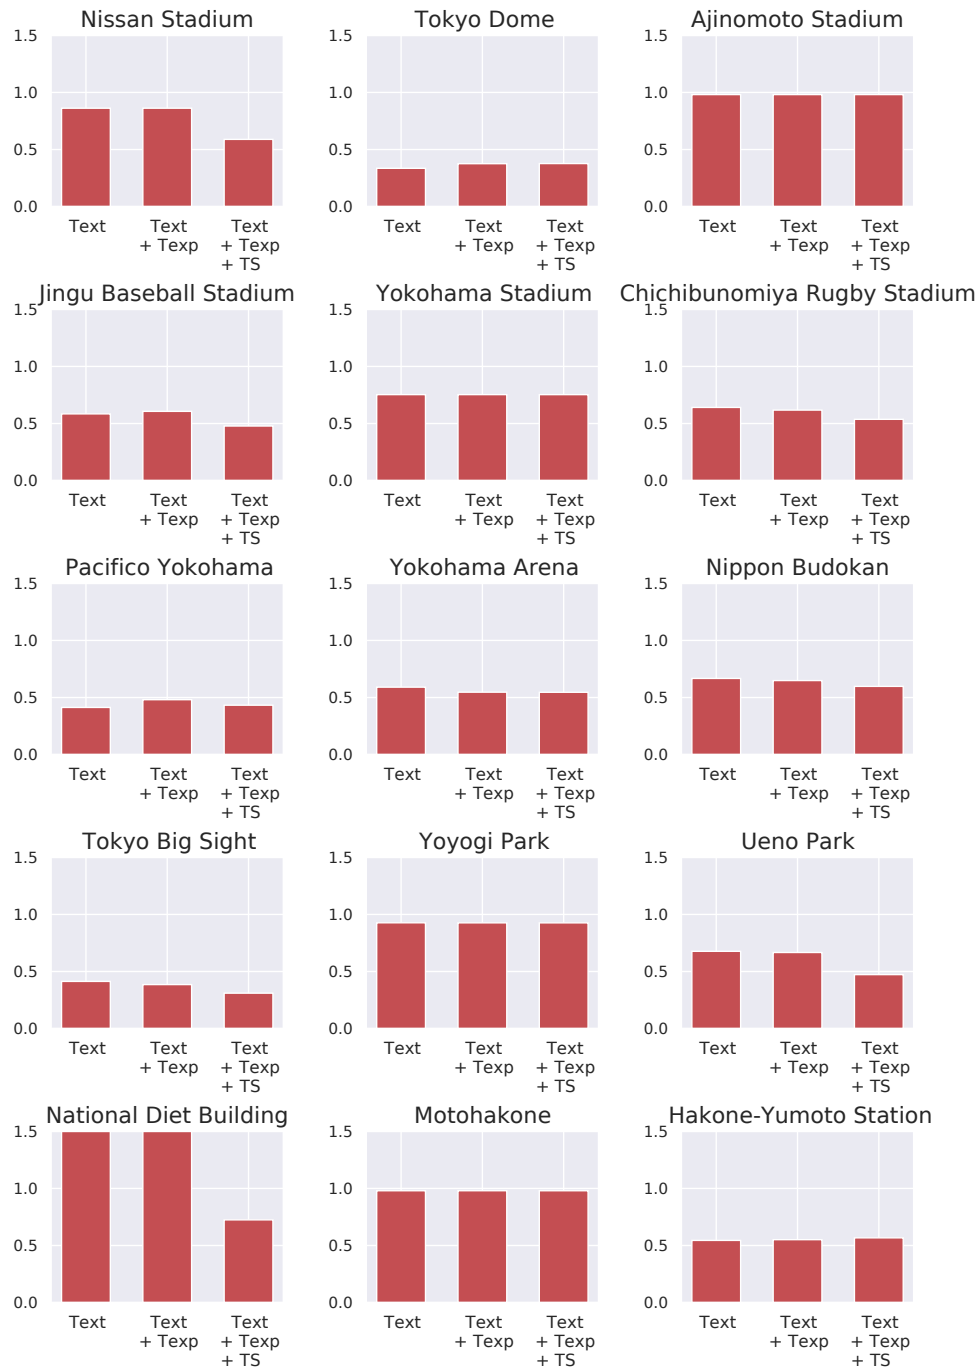 Nissan Stadium
1.5
1.0
0.5
0.0
Text
Text
+ Texp
Text
+ Texp
+ TS
Tokyo Dome
1.5
1.0
0.5
0.0
Text
Text
+ Texp
Text
+ Texp
+ TS
Ajinomoto Stadium
1.5
1.0
0.5
0.0
Text
Text
+ Texp
Text
+ Texp
+ TS
Jingu Baseball Stadium
1.5
1.0
0.5
0.0
Text
Text
+ Texp
Text
+ Texp
+ TS
Yokohama Stadium
1.5
1.0
0.5
0.0
Text
Text
+ Texp
Text
+ Texp
+ TS
Chichibunomiya Rugby Stadium
1.5
1.0
0.5
0.0
Text
Text
+ Texp
Text
+ Texp
+ TS
Pacifico Yokohama
1.5
1.0
0.5
0.0
Text
Text
+ Texp
Text
+ Texp
+ TS
Yokohama Arena
1.5
1.0
0.5
0.0
Text
Text
+ Texp
Text
+ Texp
+ TS
Nippon Budokan
1.5
1.0
0.5
0.0
Text
Text
+ Texp
Text
+ Texp
+ TS
Tokyo Big Sight
1.5
1.0
0.5
0.0
Text
Text
+ Texp
Text
+ Texp
+ TS
Yoyogi Park
1.5
1.0
0.5
0.0
Text
Text
+ Texp
Text
+ Texp
+ TS
Ueno Park
1.5
1.0
0.5
0.0
Text
Text
+ Texp
Text
+ Texp
+ TS
National Diet Building
1.5
1.0
0.5
0.0
Text
Text
+ Texp
Text
+ Texp
+ TS
Motohakone
1.5
1.0
0.5
0.0
Text
Text
+ Texp
Text
+ Texp
+ TS
Hakone-Yumoto Station
1.5
1.0
0.5
0.0
Text
Text
+ Texp
Text
+ Texp
+ TS